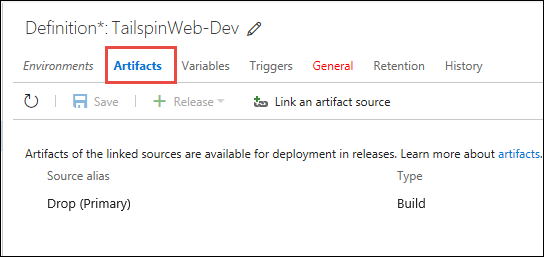 Definition*: TailspinWeb-Dev
Environments Artifacts Variables Triggers General Retention History
Save Release Link an artifact source
Artifacts of the linked sources are available for deployment in releases. Learn more about artifacts.
Source alias Type
Drop (Primary) Build